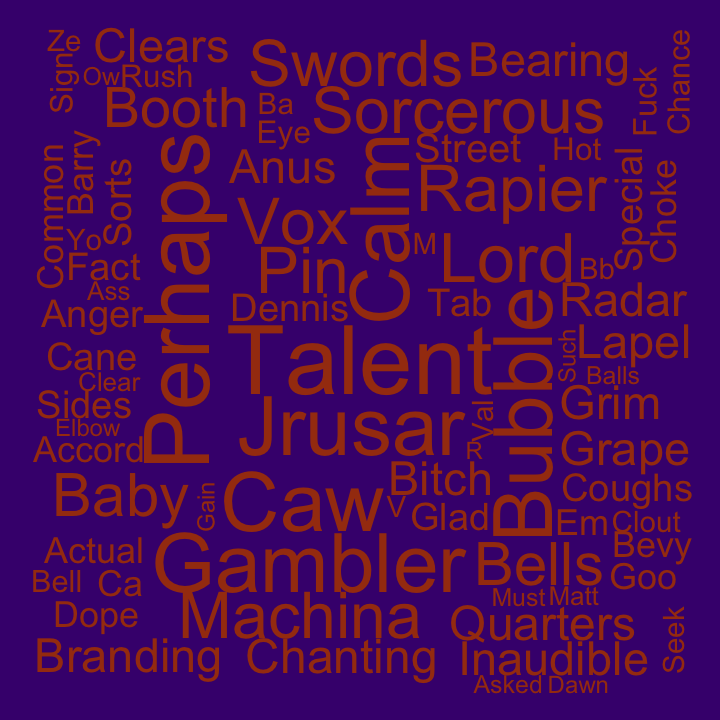 Ze
Clears
Swords
Bearing
Signe
Ow
Rush
Chance
Fuck
Booth
Ba
Sorcerous
Eye
Street
Hot
Barry
Common
Sorts
Perhaps
Anus
Calm
Rapier
Special
Choke
Yo
Vox
M
Lord
Bb
Fact
Pin
Ass
Anger
Dennis
Tab
Radar
Talent
Bubble
Such
Lapel
Cane
Clear
Balls
Sides
Jrusar
Val
Grim
Elbow
Accord
R
Grape
Baby
Gain
Caw
Bitch
V
Glad
Coughs
Em
Clout
Actual
Gambler
Bells
Bevy
Bell
Ca
Goo
Dope
Machina
Must
Matt
Quarters
Seek
Branding
Chanting
Inaudible
Asked
Dawn